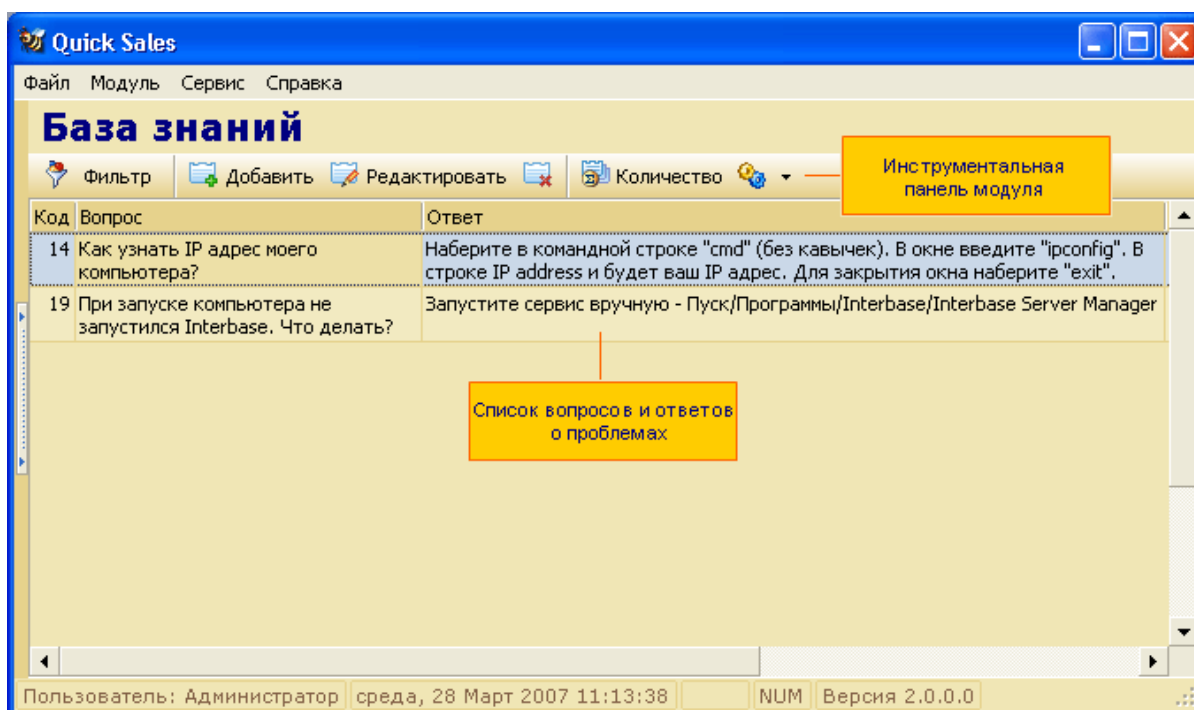 Quick Sales
Файл Модуль Сервис Справка
База знаний
Фильтр Добавить Редактировать Количество
Инструментальная
панель модуля
Код Вопрос Ответ
14 Как узнать IP адрес моего
компьютера?
Наберите в командной строке "cmd" (без кавычек). В окне введите "ipconfig". В
строке IP address и будет ваш IP адрес. Для закрытия окна наберите "exit".
19 При запуске компьютера не
запустился Interbase. Что делать?
Запустите сервис вручную - Пуск/Программы/Interbase/Interbase Server Manager
Список вопросов и ответов
о проблемах
Пользователь: Администратор среда, 28 Март 2007 11:13:38 NUM Версия 2.0.0.0